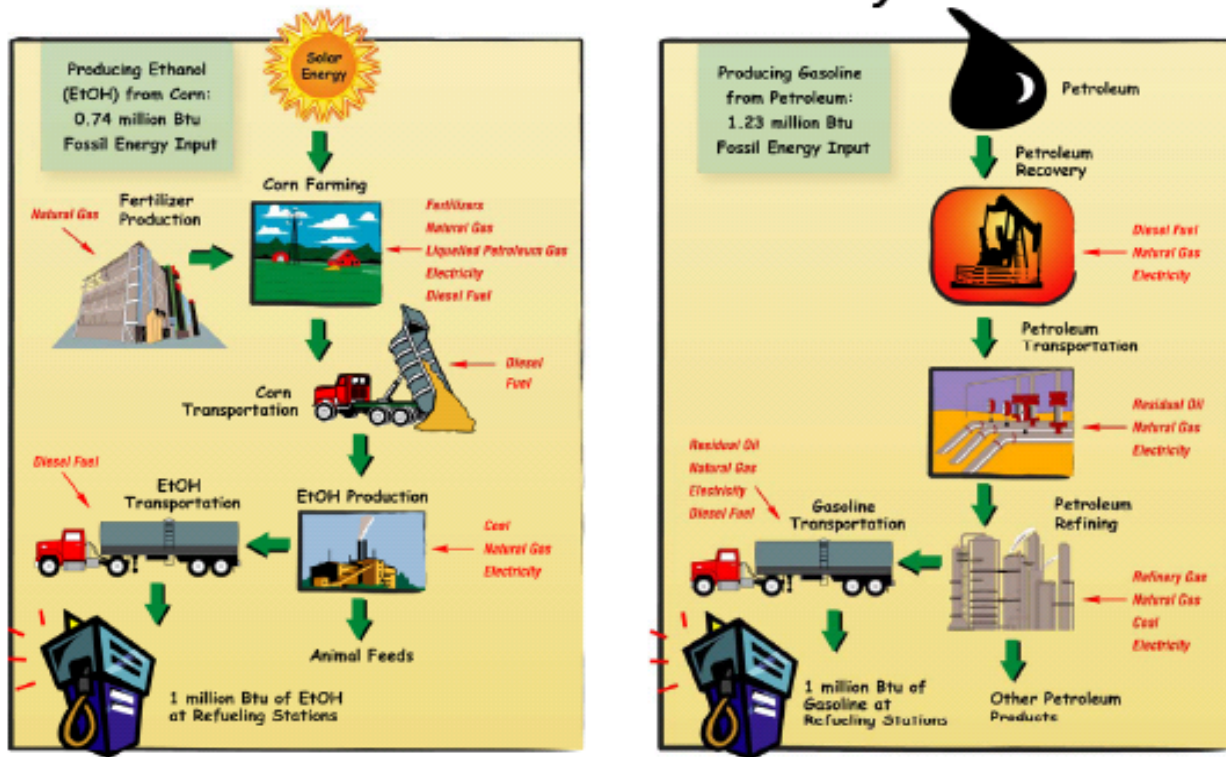 Producing Ethanol
(EtOH) from Corn:
0.74 million Btu
Fossil Energy Input
Solar
Energy
Corn Farming
Fertilizer
Production
Natural Gas
Fertilizers
Natural Gas
Liquelied Petroleum Gas
Electricity
Diesel Fuel
Corn
Transportation
Diesel
Fuel
EtOH Production
Coal
Natural Gas
Electricity
EtOH
Transportation
Diesel Fuel
Animal Feeds
1 million Btu of EtOH
at Refueling Stations
Producing Gasoline
from Petroleum:
1.23 million Btu
Fossil Energy Input
Petroleum
Petroleum
Recovery
Diesel Fuel
Natural Gas
Electricity
Petroleum
Transportation
Residual Oil
Natural Gas
Electricity
Petroleum
Refining
Refinery Gas
Natural Gas
Coal
Electricity
Gasoline
Transportation
Residual Oil
Natural Gas
Electricity
Diesel Fuel
1 million Btu of
Gasoline at
Refueling Stations
Other Petroleum
Products